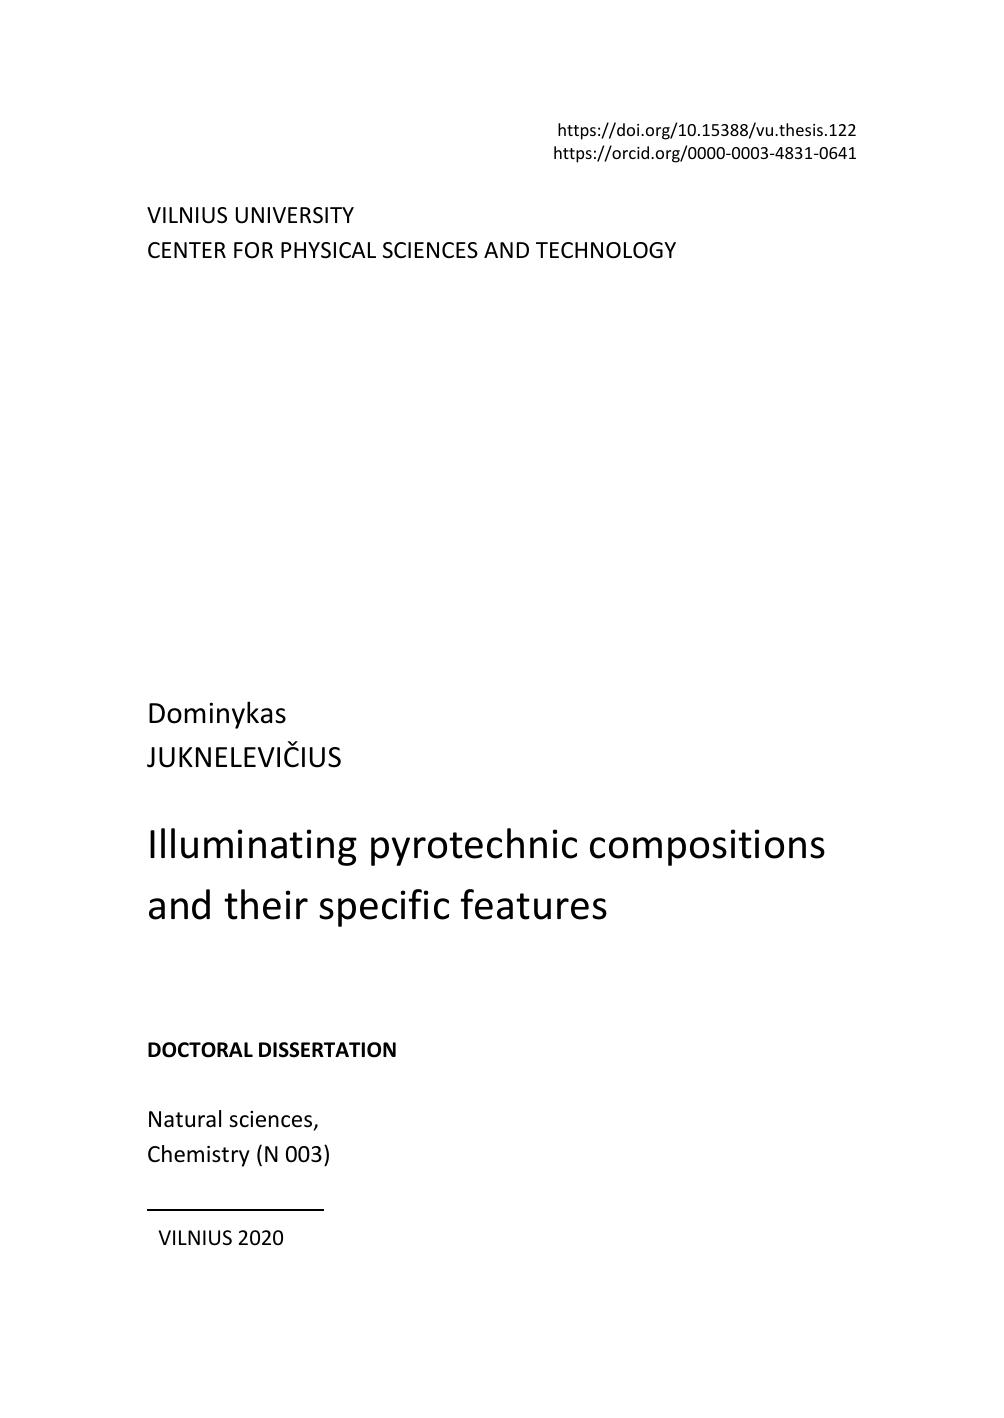 https://doi.org/10.15388/vu.thesis.122
https://orcid.org/0000-0003-4831-0641
VILNIUS UNIVERSITY
CENTER FOR PHYSICAL SCIENCES AND TECHNOLOGY
Dominykas
JUKNELEVIČIUS
Illuminating pyrotechnic compositions
and their specific features
DOCTORAL DISSERTATION
Natural sciences,
Chemistry (N 003)
VILNIUS 2020